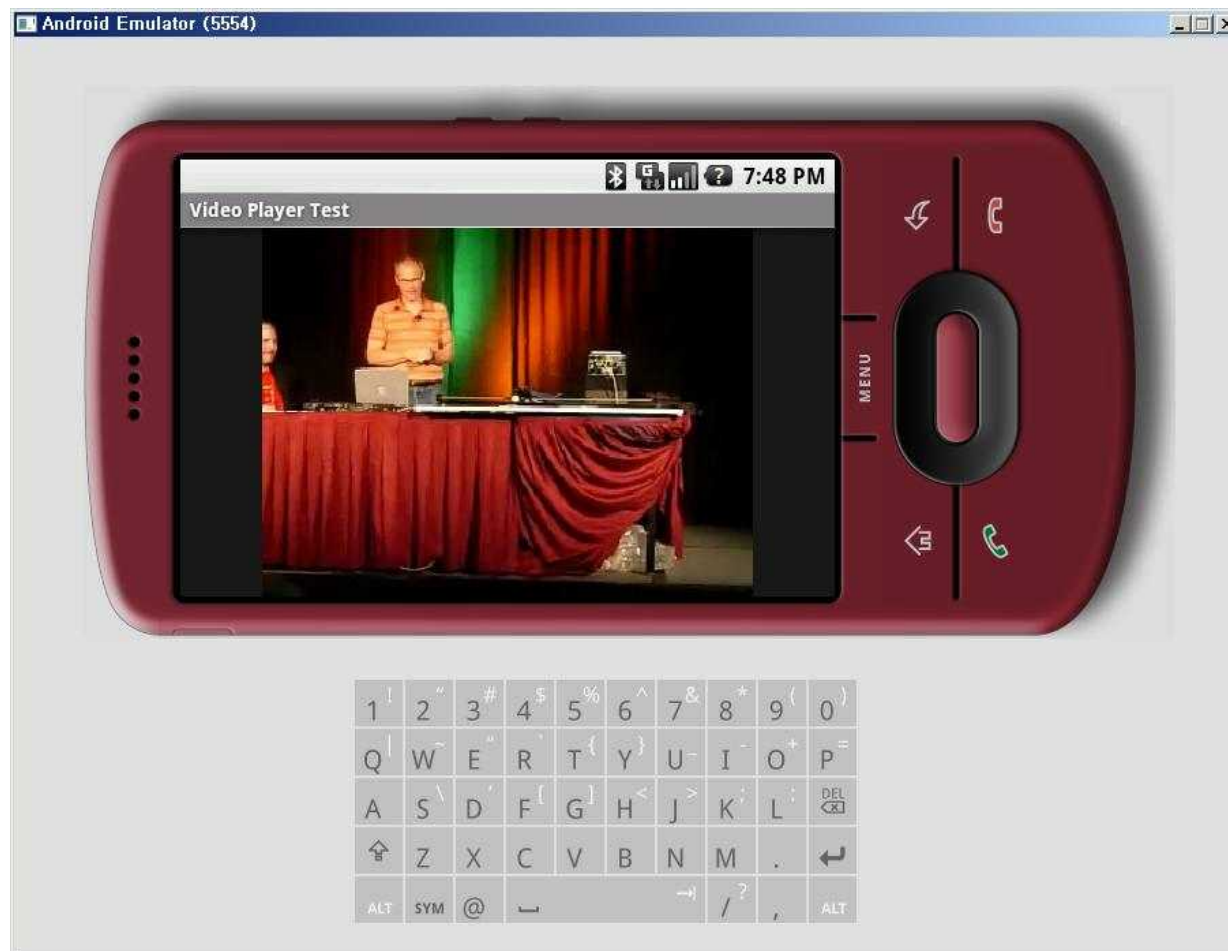 Android Emulator (5554)
G ? 7:48 PM
Video Player Test
MENU
1 ! 2 “ 3 # 4 $ 5 % 6 ^ 7 & 8 * 9 ( 0 )
Q | W ~ E “ R ` T { Y } U _ I - O + P =
A S \ D ´ F [ G ] H < J > K ; L : DEL
Z X C V B N M .
ALT SYM @ / ? , ALT